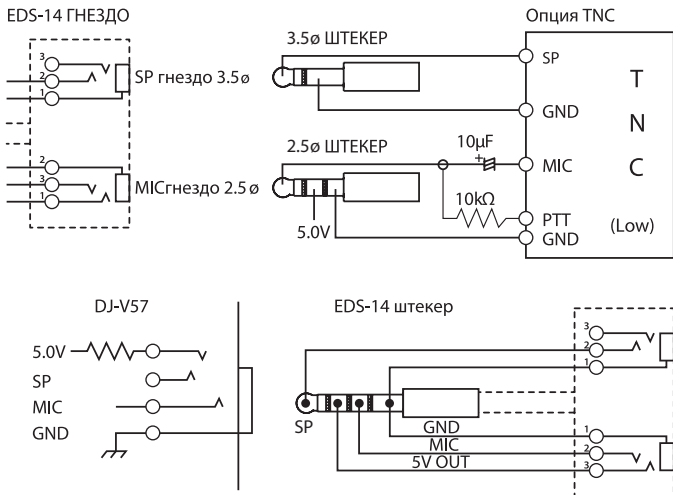 EDS-14 ГНЕЗДО
3
2
1
SP гнездо 3.5ø
2
3
1
MICгнездо 2.5ø
3.5ø ШТЕКЕР
2.5ø ШТЕКЕР
5.0V
10µF
+
10kΩ
Опция TNC
SP
GND
MIC
PTT
GND
T
N
C
(Low)
DJ-V57
5.0V
SP
MIC
GND
EDS-14 штекер
SP
GND
MIC
5V OUT
3
2
1
1
2
3